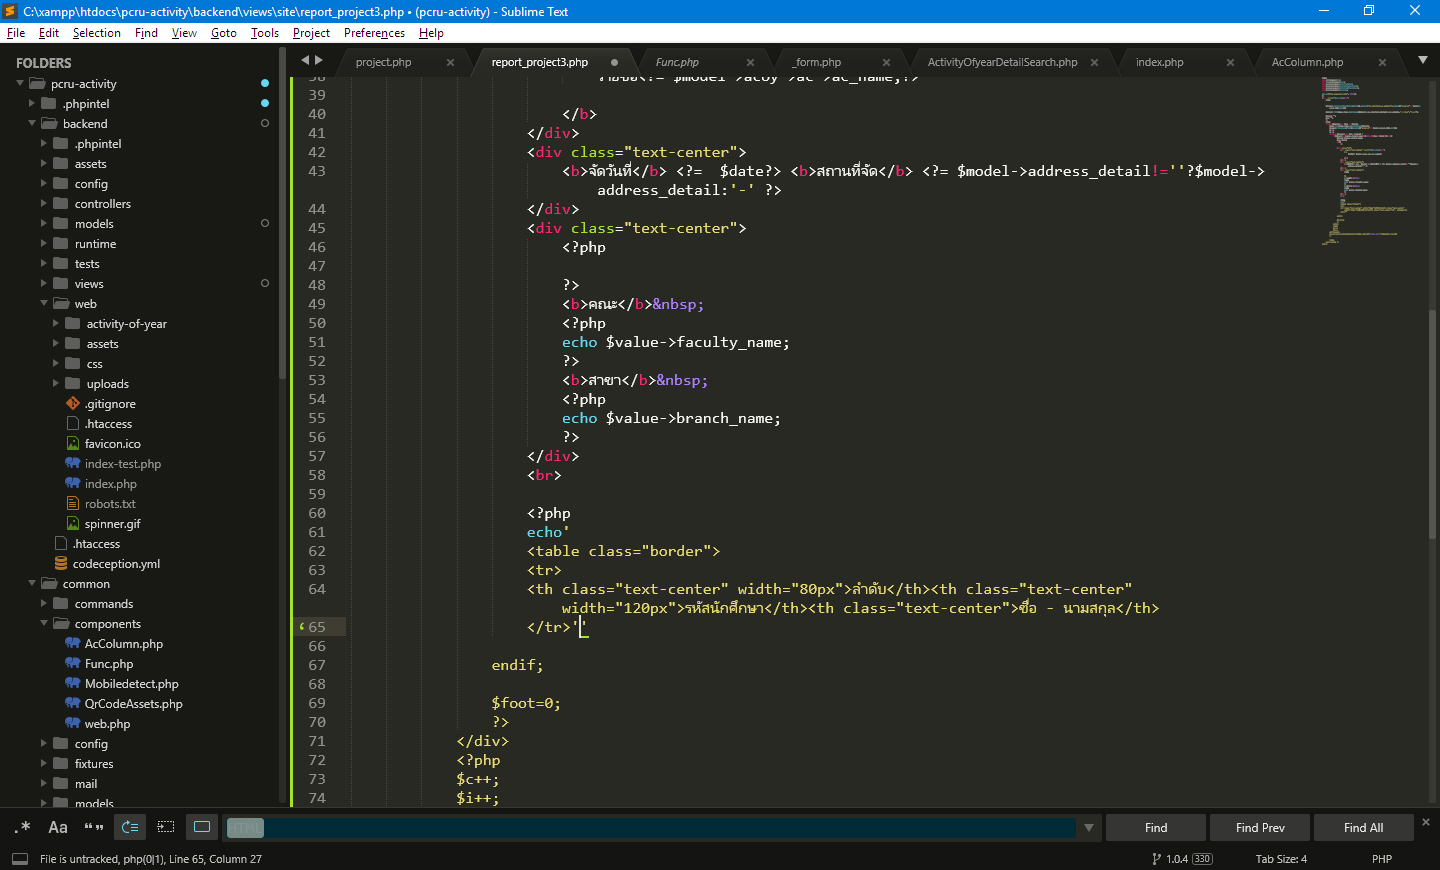 C:\xampp\htdocs\pcru-activity\backend\views\site\report_project3.php • (pcru-activity) - Sublime Text
File Edit Selection Find View Goto Tools Project Preferences Help
FOLDERS
pcru-activity
.phpintel
backend
.phpintel
assets
config
controllers
models
runtime
tests
views
web
activity-of-year
assets
css
uploads
.gitignore
.htaccess
favicon.ico
index-test.php
index.php
robots.txt
spinner.gif
.htaccess
codeception.yml
common
commands
components
AcColumn.php
Func.php
Mobiledetect.php
QrCodeAssets.php
web.php
config
fixtures
mail
models
project.php report_project3.php Func.php _form.php ActivityOfyearDetailSearch.php index.php AcColumn.php
39
40 </b>
41 </div>
42 <div class="text-center">
43 <b>จัดวันที่</b> <?=  $date?> <b>สถานที่จัด</b> <?= $model->address_detail!=''?$model->
address_detail:'-' ?>
44 </div>
45 <div class="text-center">
46 <?php
47
48 ?>
49 <b>คณะ</b>&nbsp;
50 <?php
51 echo $value->faculty_name;
52 ?>
53 <b>สาขา</b>&nbsp;
54 <?php
55 echo $value->branch_name;
56 ?>
57 </div>
58 <br>
59
60 <?php
61 echo'
62 <table class="border">
63 <tr>
64 <th class="text-center" width="80px">ลำดับ</th><th class="text-center"
width="120px">รหัสนักศึกษา</th><th class="text-center">ชื่อ - นามสกุล</th>
65 </tr>''
66
67 endif;
68
69 $foot=0;
70 ?>
71 </div>
72 <?php
73 $c++;
74 $i++;
.* Aa “” HTML Find Find Prev Find All
File is untracked, php(0|1), Line 65, Column 27 1.0.4 330 Tab Size: 4 PHP